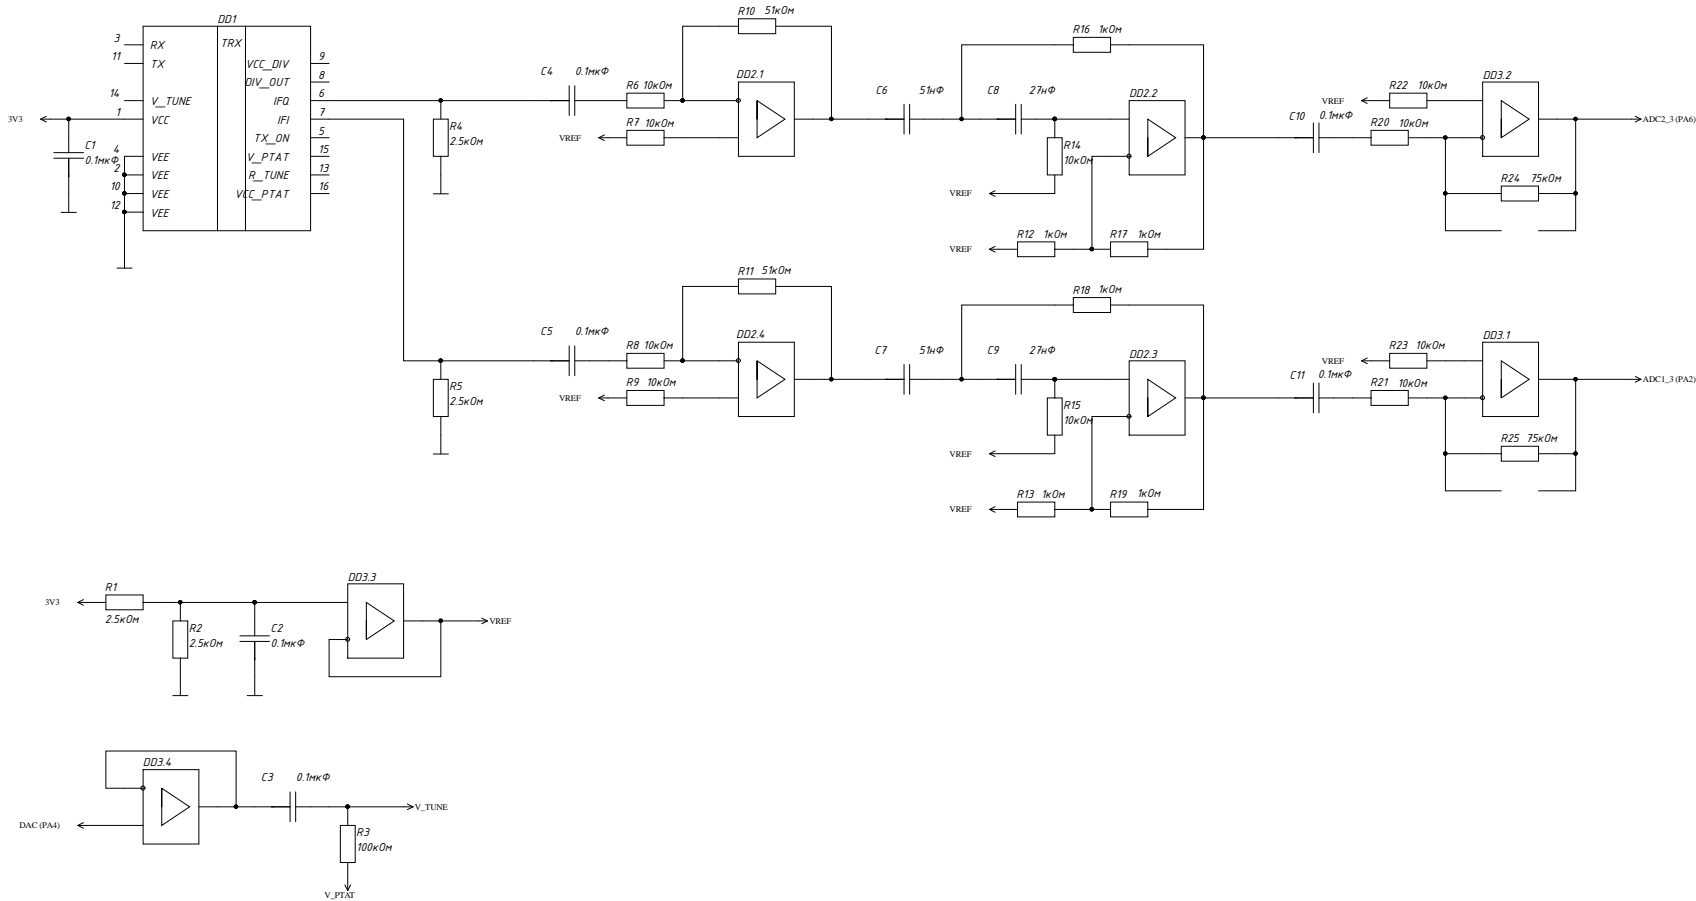 DD1
TRX
3
RX
11
TX
14
V_TUNE
3V3
1
VCC
C1
0.1мкФ
4
VEE
2
VEE
10
VEE
12
VEE
VCC_DIV
9
DIV_OUT
8
IFQ
6
IFI
7
TX_ON
5
V_PTAT
15
R_TUNE
13
VCC_PTAT
16
R4
2.5кОм
C4
0.1мкФ
R6 10кОм
R7 10кОм
VREF
R10 51кОм
DD2.1
C6
51нФ
C8
27нФ
R16 1кОм
DD2.2
R14
10кОм
VREF
R12 1кОм
R17 1кОм
VREF
C10
0.1мкФ
R22 10кОм
VREF
R20 10кОм
DD3.2
R24 75кОм
ADC2_3 (PA6)
R5
2.5кОм
C5
0.1мкФ
R8 10кОм
R9 10кОм
VREF
R11 51кОм
DD2.4
C7
51нФ
C9
27нФ
R18 1кОм
DD2.3
R15
10кОм
VREF
R13 1кОм
R19 1кОм
VREF
C11
0.1мкФ
R23 10кОм
VREF
R21 10кОм
DD3.1
R25 75кОм
ADC1_3 (PA2)
3V3
R1
2.5кОм
R2
2.5кОм
C2
0.1мкФ
DD3.3
VREF
DD3.4
DAC (PA4)
C3
0.1мкФ
V_TUNE
R3
100кОм
V_PTAT